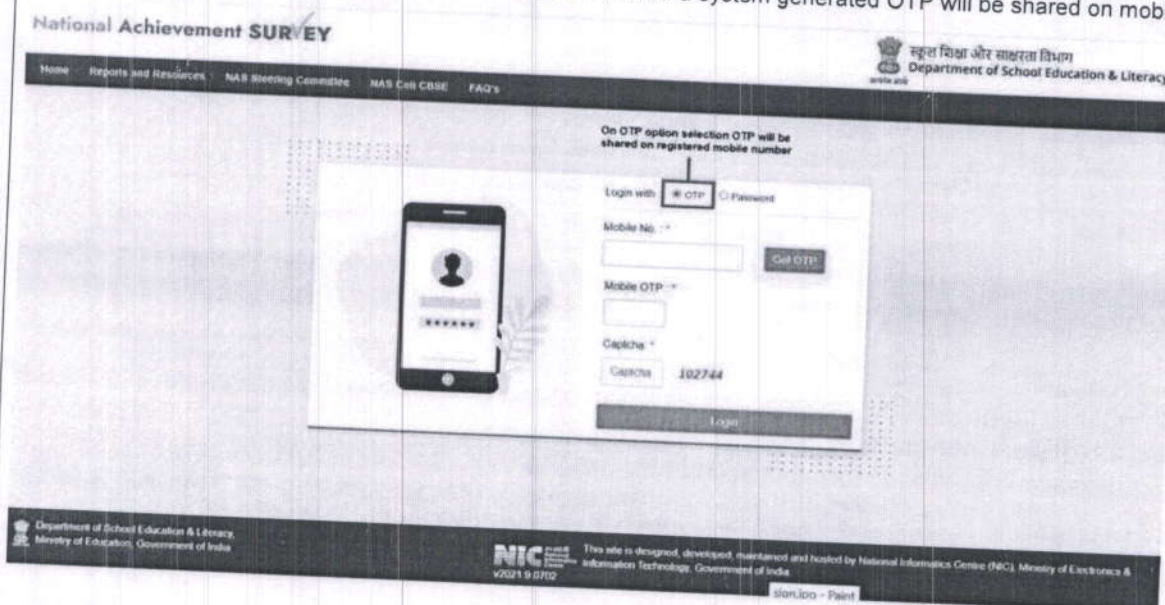 system generated OTP will be shared on mob
National Achievement SURVEY
स्कूल शिक्षा और साक्षरता विभाग
Department of School Education & Literacy
Home Reports and Resources NAS Steering Committee NAS Cell CBSE FAQ's
On OTP option selection OTP will be
shared on registered mobile number
Login with OTP Password
Mobile No. : *
Get OTP
Mobile OTP : *
******
Captcha *
Captcha 102744
Login
Department of School Education & Literacy,
Ministry of Education, Government of India
NIC
v2021.9.0702
This site is designed, developed, maintained and hosted by National Informatics Centre (NIC), Ministry of Electronics &
Information Technology, Government of India
sign.jpg - Paint